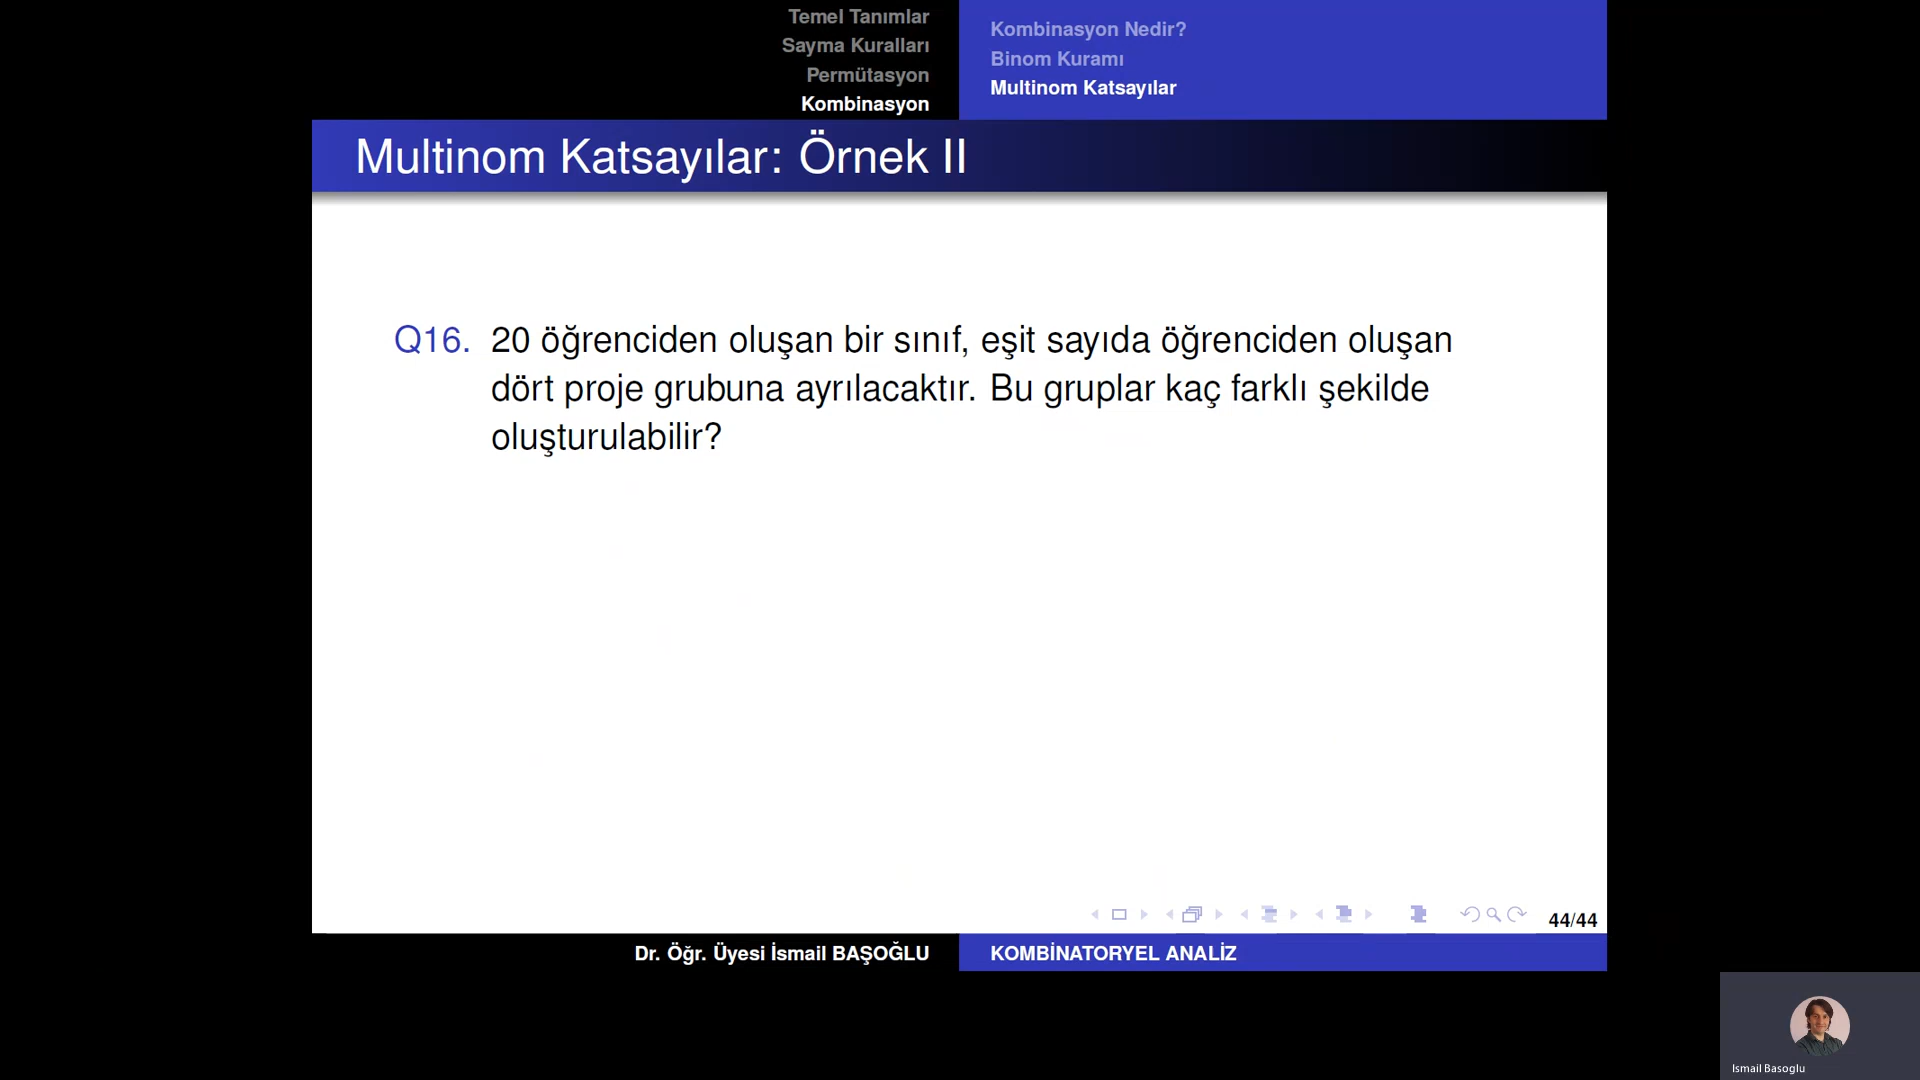 Temel Tanımlar
Sayma Kuralları
Permütasyon
Kombinasyon
Kombinasyon Nedir?
Binom Kuramı
Multinom Katsayılar
Multinom Katsayılar: Örnek II
Q16. 20 öğrenciden oluşan bir sınıf, eşit sayıda öğrenciden oluşan
dört proje grubuna ayrılacaktır. Bu gruplar kaç farklı şekilde
oluşturulabilir?
44/44
Dr. Öğr. Üyesi İsmail BAŞOĞLU
KOMBİNATORYEL ANALİZ
Ismail Basoglu